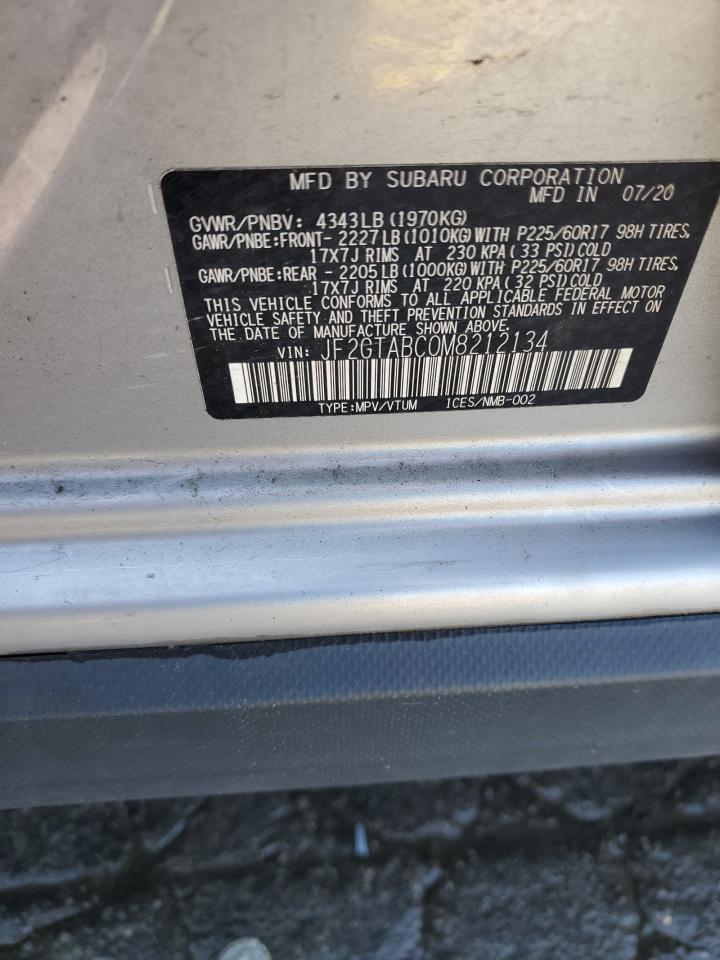 MFD BY SUBARU CORPORATION
MFD IN 07/20
GVWR/PNBV: 4343LB(1970KG)
GAWR/PNBE:FRONT- 2227LB(1010KG)WITH P225/60R17 98H TIRES,
17X7J RIMS AT 230 KPA(33 PSI)COLD
GAWR/PNBE:REAR - 2205LB(1000KG)WITH P225/60R17 98H TIRES,
17X7J RIMS AT 220 KPA(32 PSI)COLD
THIS VEHICLE CONFORMS TO ALL APPLICABLE FEDERAL MOTOR
VEHICLE SAFETY AND THEFT PREVENTION STANDARDS IN EFFECT ON
THE DATE OF MANUFACTURE SHOWN ABOVE.
VIN: JF2GTABC0M8212134
TYPE:MPV/VTUM ICES/NMB-002